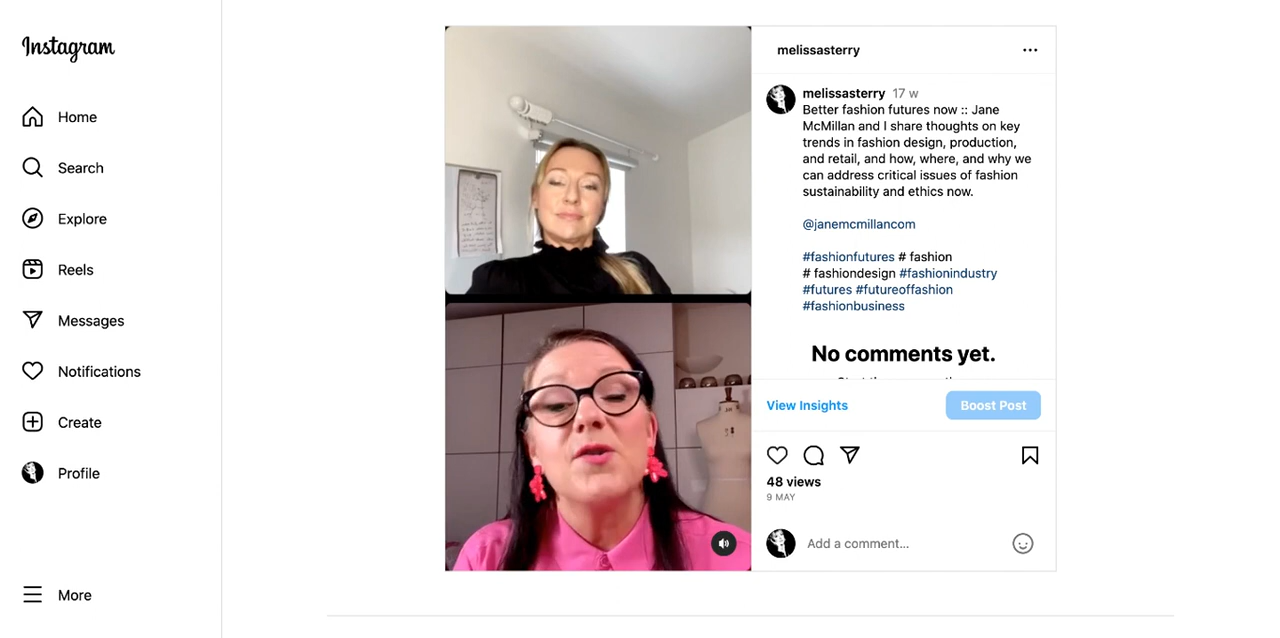 Instagram
Home
Search
Explore
Reels
Messages
Notifications
Create
Profile
More
melissasterry
melissasterry 17 w
Better fashion futures now :: Jane
McMillan and I share thoughts on key
trends in fashion design, production,
and retail, and how, where, and why we
can address critical issues of fashion
sustainability and ethics now.
@janemcmillancom
#fashionfutures # fashion
# fashiondesign #fashionindustry
#futures #futureoffashion
#fashionbusiness
No comments yet.
View Insights
Boost Post
48 views
9 MAY
Add a comment...